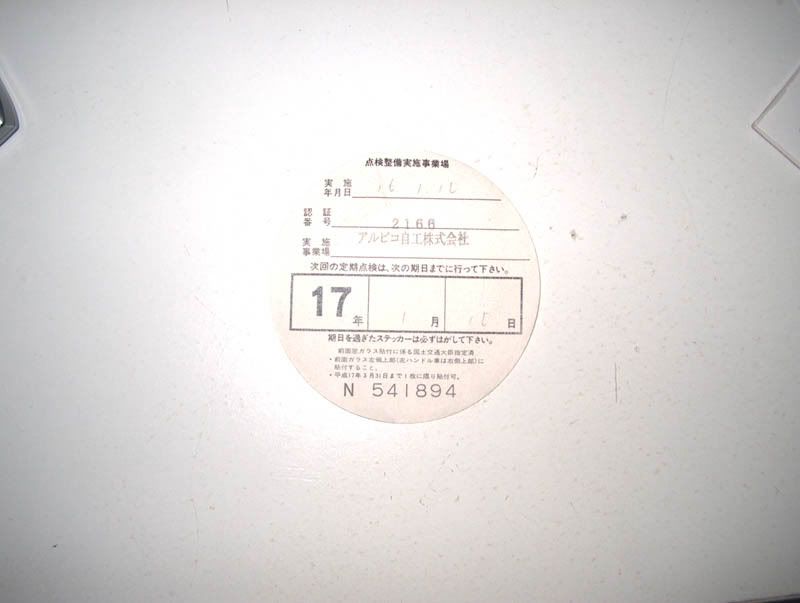 点検整備実施事業場
実施年月日 16 1 16
認証番号 2166
実施事業場 アルピコ自工株式会社
次回の定期点検は、次の期日までに行って下さい。
17年 1月 15日
期日を過ぎたステッカーは必ずはがして下さい。
前面窓ガラス貼付に係る国土交通大臣指定済
・前面ガラス左側上部(左ハンドル車は右側上部)に
貼付すること。
・平成17年3月31日まで1枚に限り貼付可。
N 541894